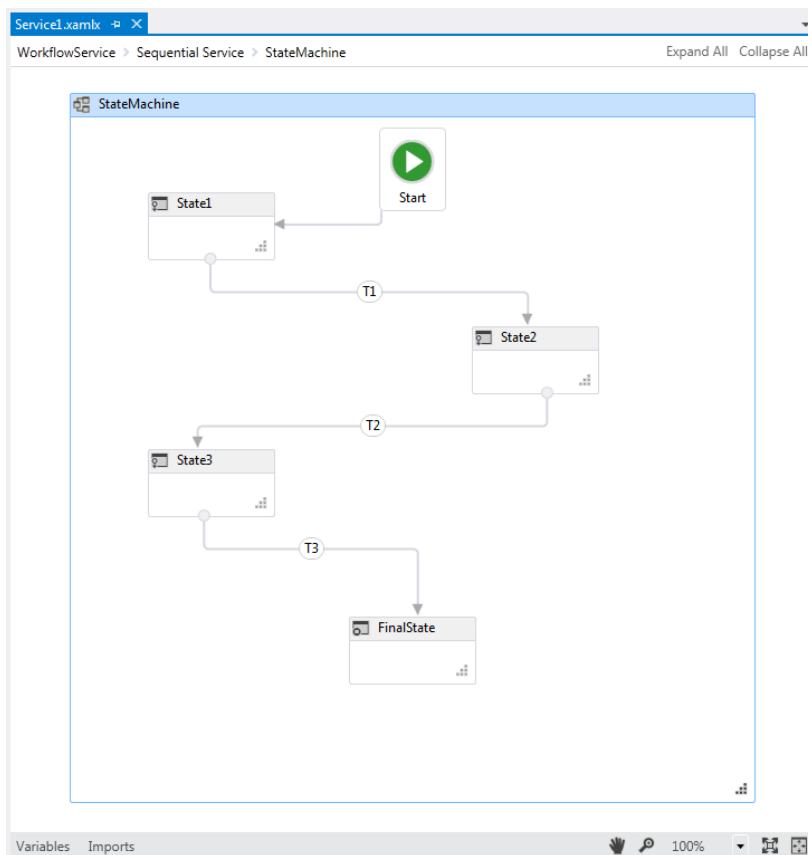 Service1.xamlx
WorkflowService > Sequential Service > StateMachine Expand All Collapse All
StateMachine
Start
State1
T1
State2
T2
State3
T3
FinalState
Variables Imports 100%